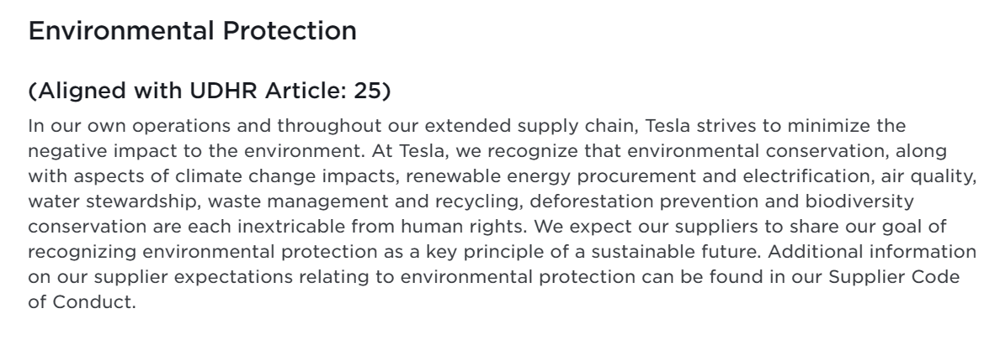 Environmental Protection
(Aligned with UDHR Article: 25)
In our own operations and throughout our extended supply chain, Tesla strives to minimize the
negative impact to the environment. At Tesla, we recognize that environmental conservation, along
with aspects of climate change impacts, renewable energy procurement and electrification, air quality,
water stewardship, waste management and recycling, deforestation prevention and biodiversity
conservation are each inextricable from human rights. We expect our suppliers to share our goal of
recognizing environmental protection as a key principle of a sustainable future. Additional information
on our supplier expectations relating to environmental protection can be found in our Supplier Code
of Conduct.